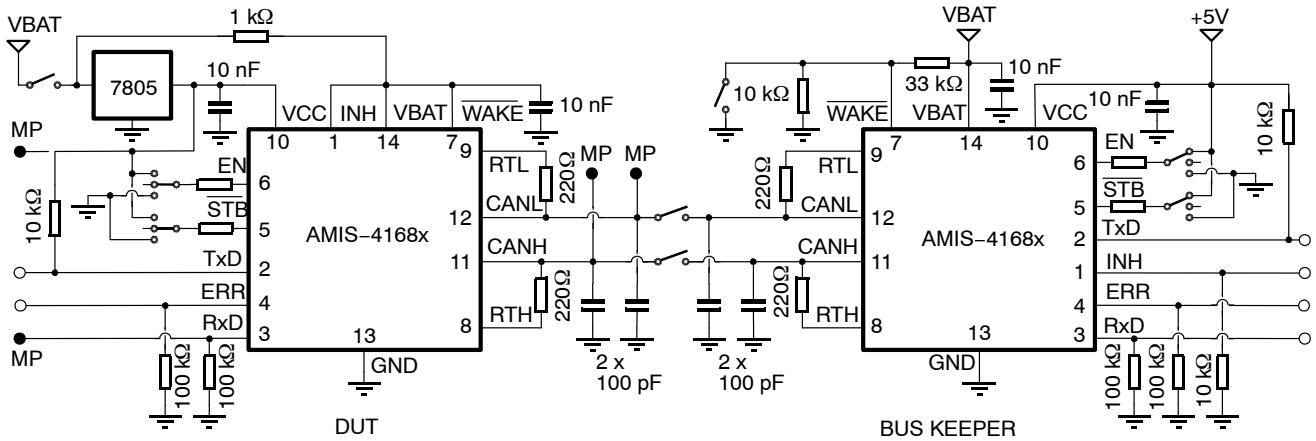 VBAT
1 kΩ
7805
10 nF
VCC
INH
VBAT
WAKE
10 nF
10
1
14
7
MP
EN
6
STB
5
10 kΩ
TxD
2
ERR
4
RxD
3
MP
100 kΩ
100 kΩ
AMIS-4168x
13
GND
9
RTL
220Ω
12
CANL
11
CANH
8
RTH
220Ω
MP
MP
2 x
100 pF
2 x
100 pF
DUT
VBAT
+5V
10 kΩ
33 kΩ
10 nF
WAKE
VBAT
VCC
7
14
10
10 nF
10 kΩ
220Ω
RTL
9
CANL
12
CANH
11
220Ω
RTH
8
AMIS-4168x
13
GND
6
EN
5
STB
2
TxD
1
INH
4
ERR
3
RxD
100 kΩ
100 kΩ
10 kΩ
BUS KEEPER